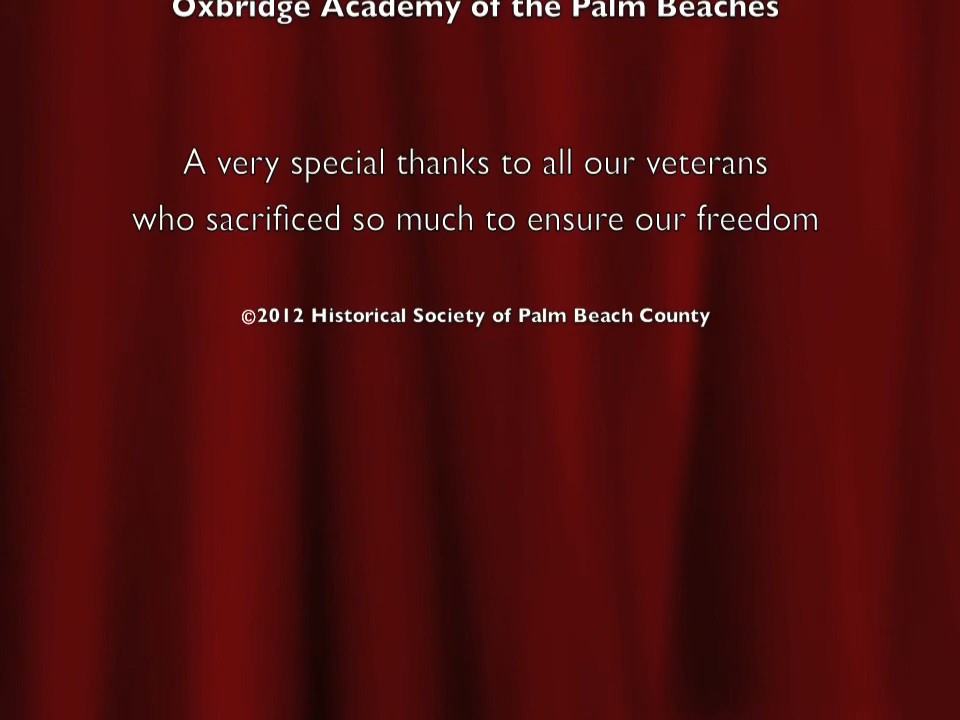 Oxbridge Academy of the Palm Beaches
A very special thanks to all our veterans
who sacrificed so much to ensure our freedom
©2012 Historical Society of Palm Beach County